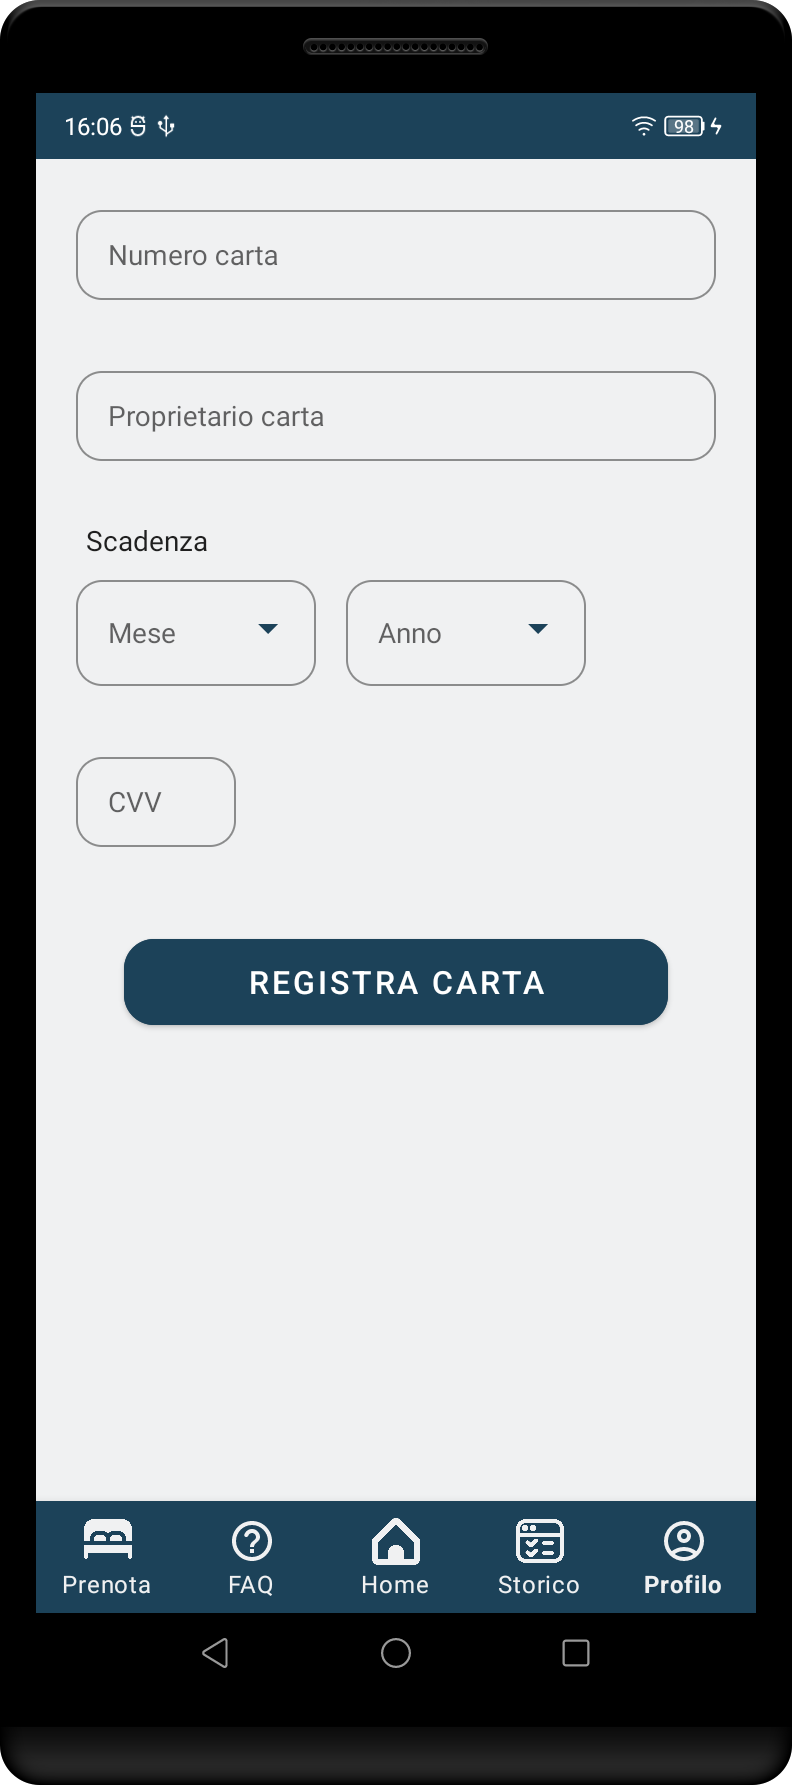 16:06 98
Numero carta
Proprietario carta
Scadenza
Mese Anno
CVV
REGISTRA CARTA
Prenota FAQ Home Storico Profilo